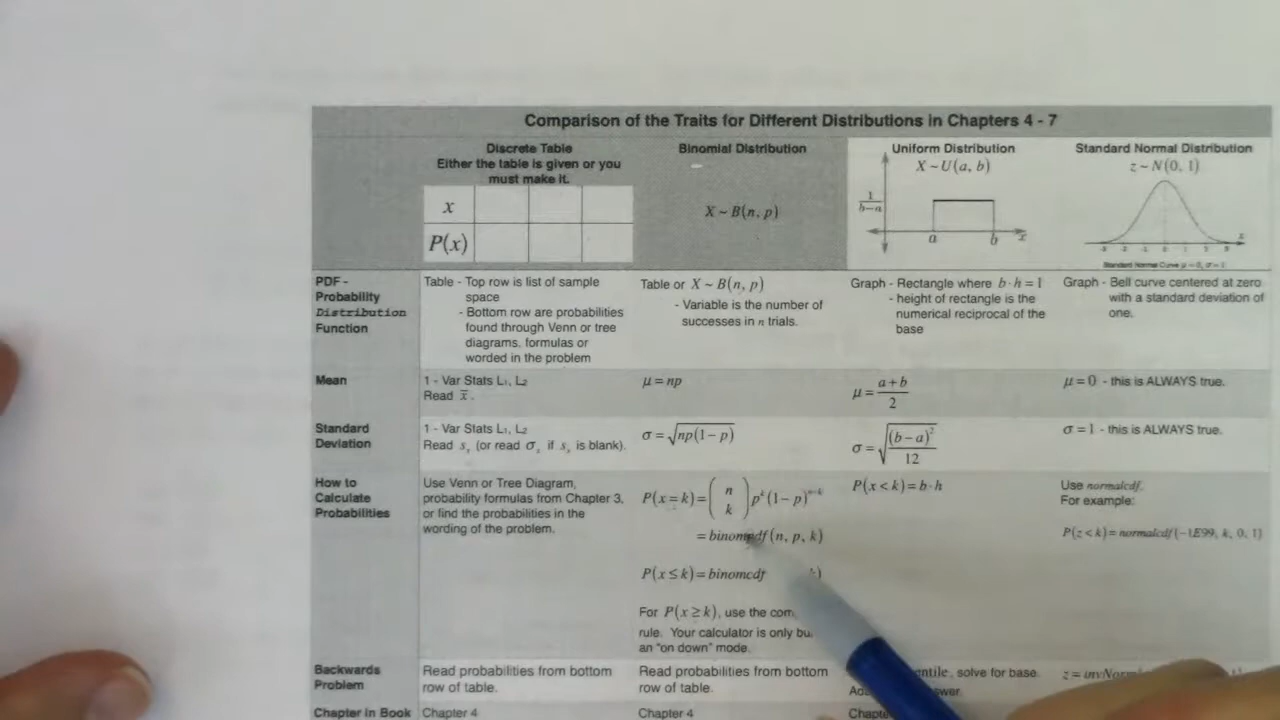 Comparison of the Traits for Different Distributions in Chapters 4 - 7
Discrete Table
Either the table is given or you
must make it.
x
P(x)
Binomial Distribution
X ~ B(n, p)
Uniform Distribution
X ~ U(a, b)
1
b-a
a
b
x
Standard Normal Distribution
z ~ N(0, 1)
PDF -
Probability
Distribution
Function
Table - Top row is list of sample
space
- Bottom row are probabilities
found through Venn or tree
diagrams, formulas or
worded in the problem
Table or X ~ B(n, p)
- Variable is the number of
successes in n trials.
Graph - Rectangle where b · h = 1
- height of rectangle is the
numerical reciprocal of the
base
Graph - Bell curve centered at zero
with a standard deviation of
one.
Mean
1 - Var Stats L₁, L₂
Read x̄.
μ = np
μ = (a + b)/2
μ = 0 - this is ALWAYS true.
Standard
Deviation
1 - Var Stats L₁, L₂
Read sₓ (or read σₓ if sₓ is blank).
σ = √(np(1 - p))
σ = √((b - a)²/12)
σ = 1 - this is ALWAYS true.
How to
Calculate
Probabilities
Use Venn or Tree Diagram,
probability formulas from Chapter 3,
or find the probabilities in the
wording of the problem.
P(x = k) = (n k) pᵏ(1 - p)ⁿ⁻ᵏ
= binompdf(n, p, k)
P(x ≤ k) = binomcdf
For P(x ≥ k), use the
rule. Your calculator is only
an "on down" mode.
P(x < k) = b · h
Use normalcdf.
For example:
P(z < k) = normalcdf(-1E99, k, 0, 1)
Backwards
Problem
Read probabilities from bottom
row of table.
Read probabilities from bottom
row of table.
solve for base.
z = invNorm
Chapter in Book
Chapter 4
Chapter 4